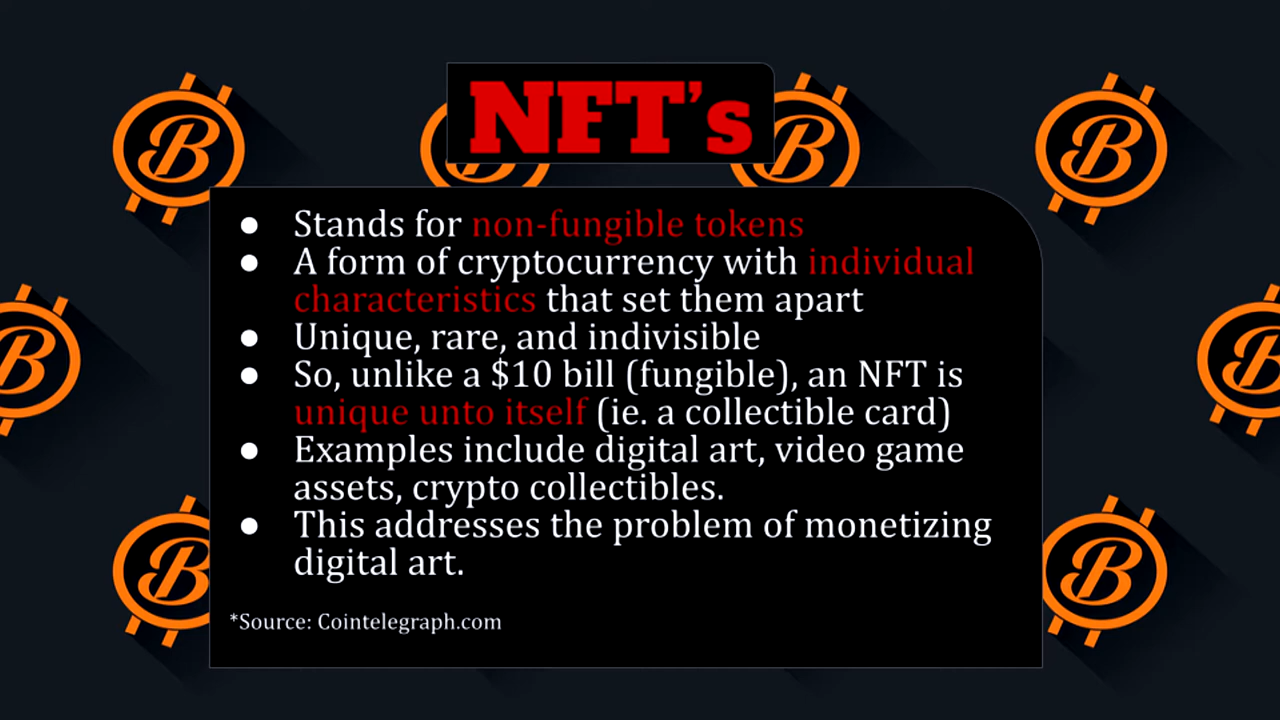 NFT's
● Stands for non-fungible tokens
● A form of cryptocurrency with individual
characteristics that set them apart
● Unique, rare, and indivisible
● So, unlike a $10 bill (fungible), an NFT is
unique unto itself (ie. a collectible card)
● Examples include digital art, video game
assets, crypto collectibles.
● This addresses the problem of monetizing
digital art.
*Source: Cointelegraph.com